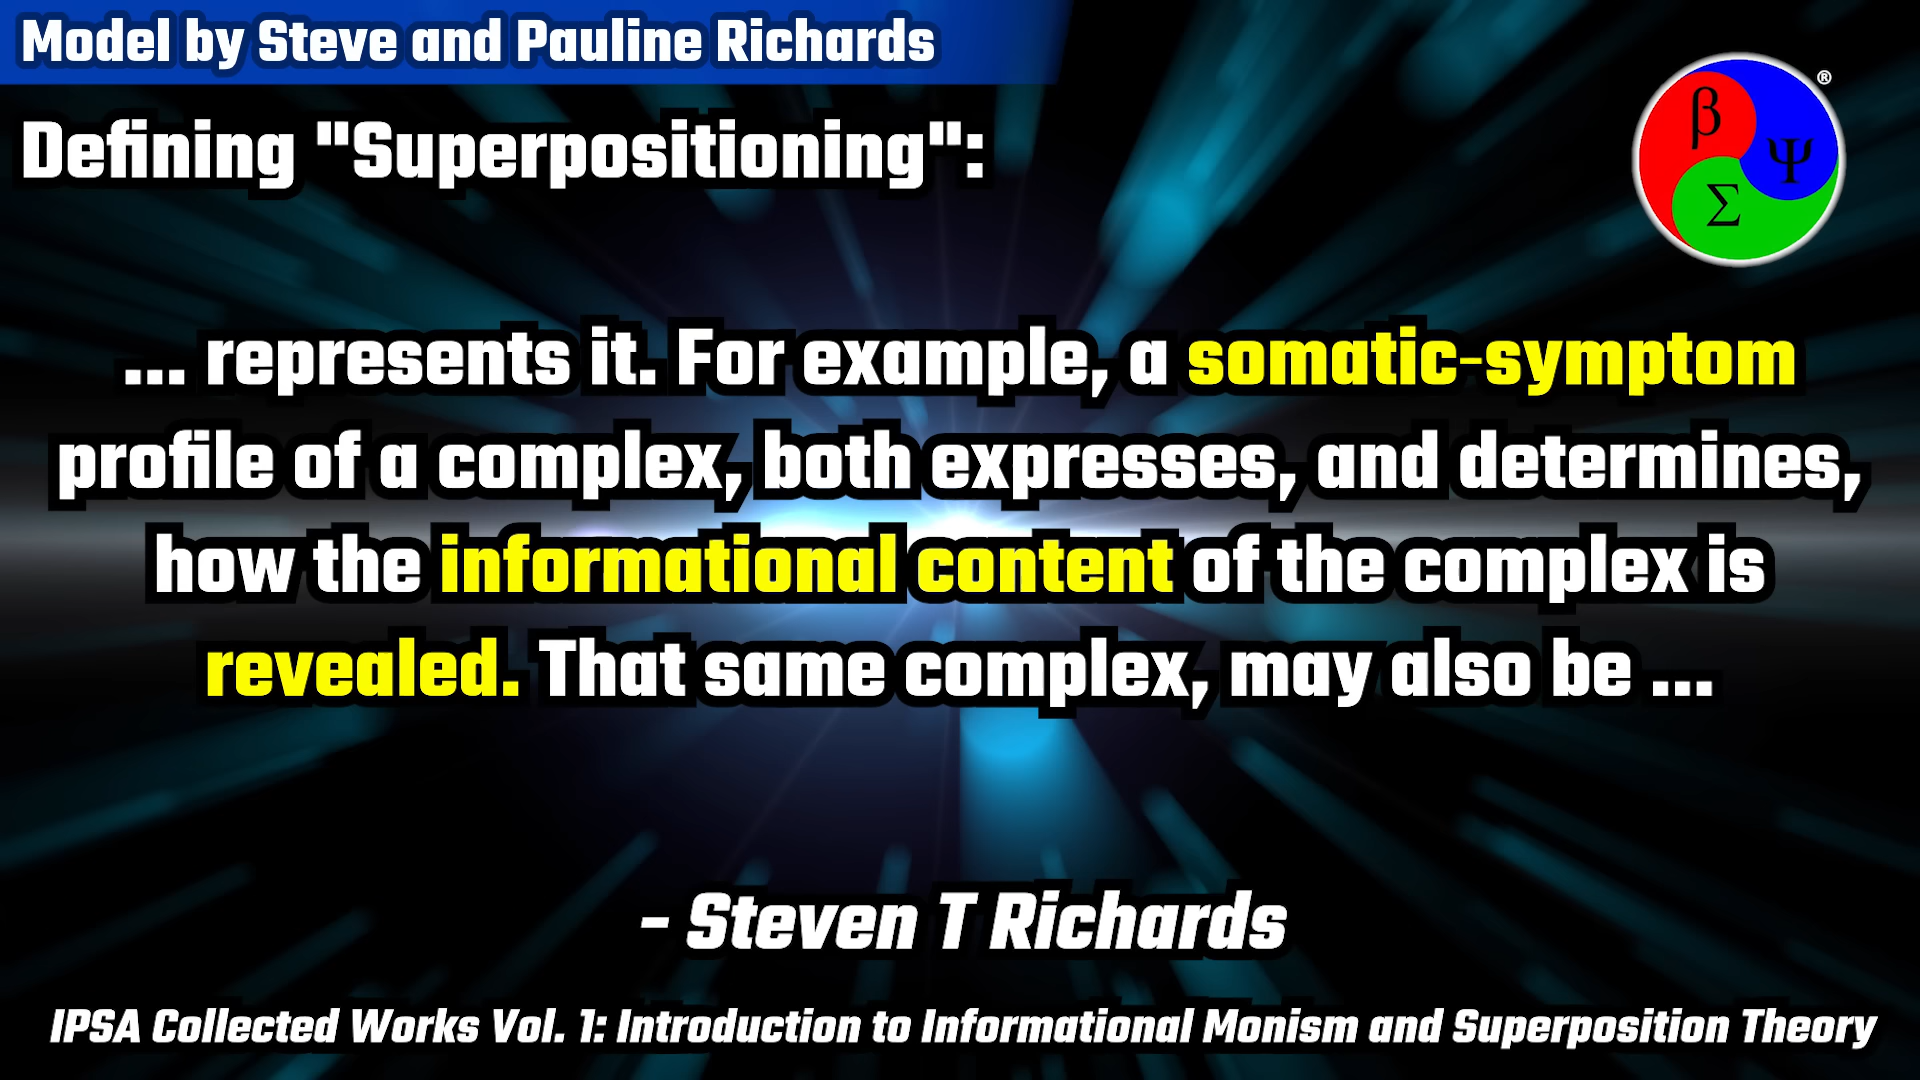 Model by Steve and Pauline Richards
Defining "Superpositioning":
®
β
Ψ
Σ
... represents it. For example, a somatic-symptom
profile of a complex, both expresses, and determines,
how the informational content of the complex is
revealed. That same complex, may also be ...
- Steven T Richards
IPSA Collected Works Vol. 1: Introduction to Informational Monism and Superposition Theory